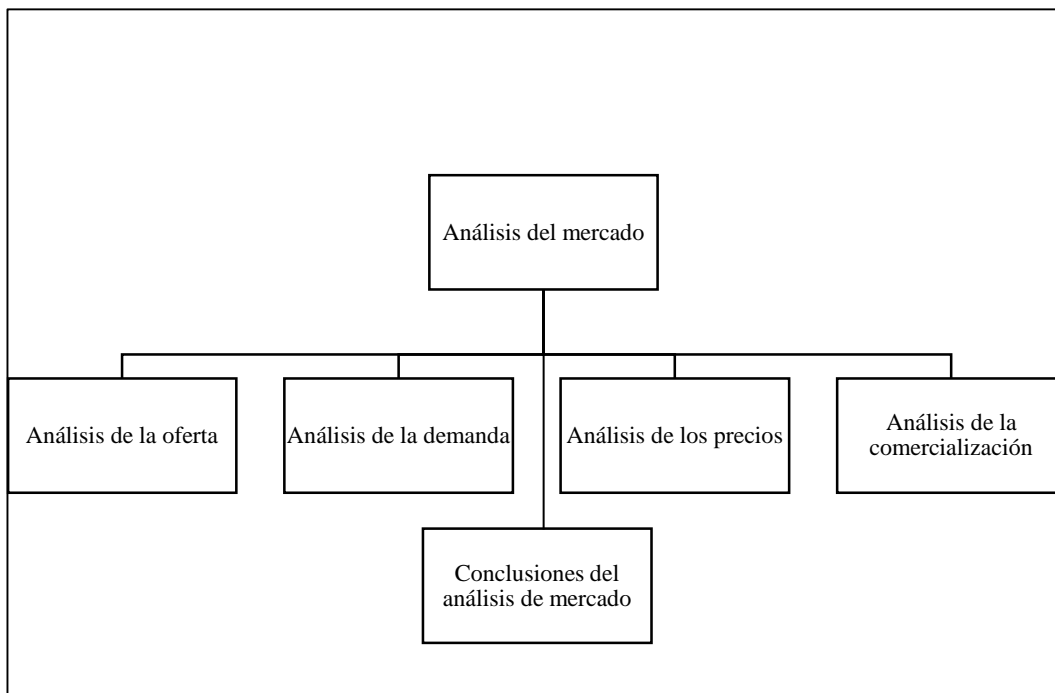 Análisis del mercado
Análisis de la oferta
Análisis de la demanda
Análisis de los precios
Análisis de la
comercialización
Conclusiones del
análisis de mercado